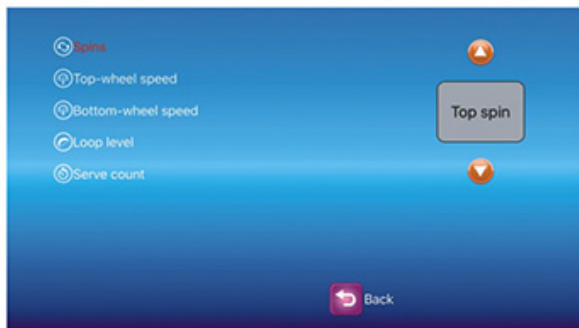 Spins
Top-wheel speed
Bottom-wheel speed
Loop level
Serve count
Top spin
Back